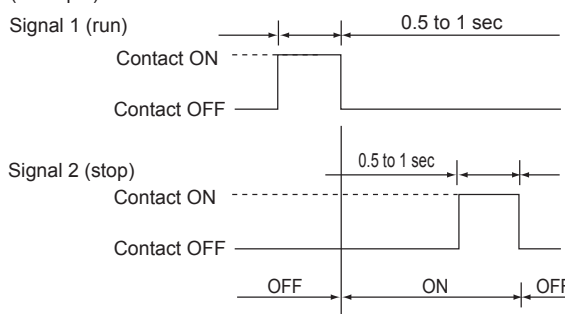 Signal 1 (run)
0.5 to 1 sec
Contact ON
Contact OFF
Signal 2 (stop)
0.5 to 1 sec
Contact ON
Contact OFF
OFF
ON
OFF